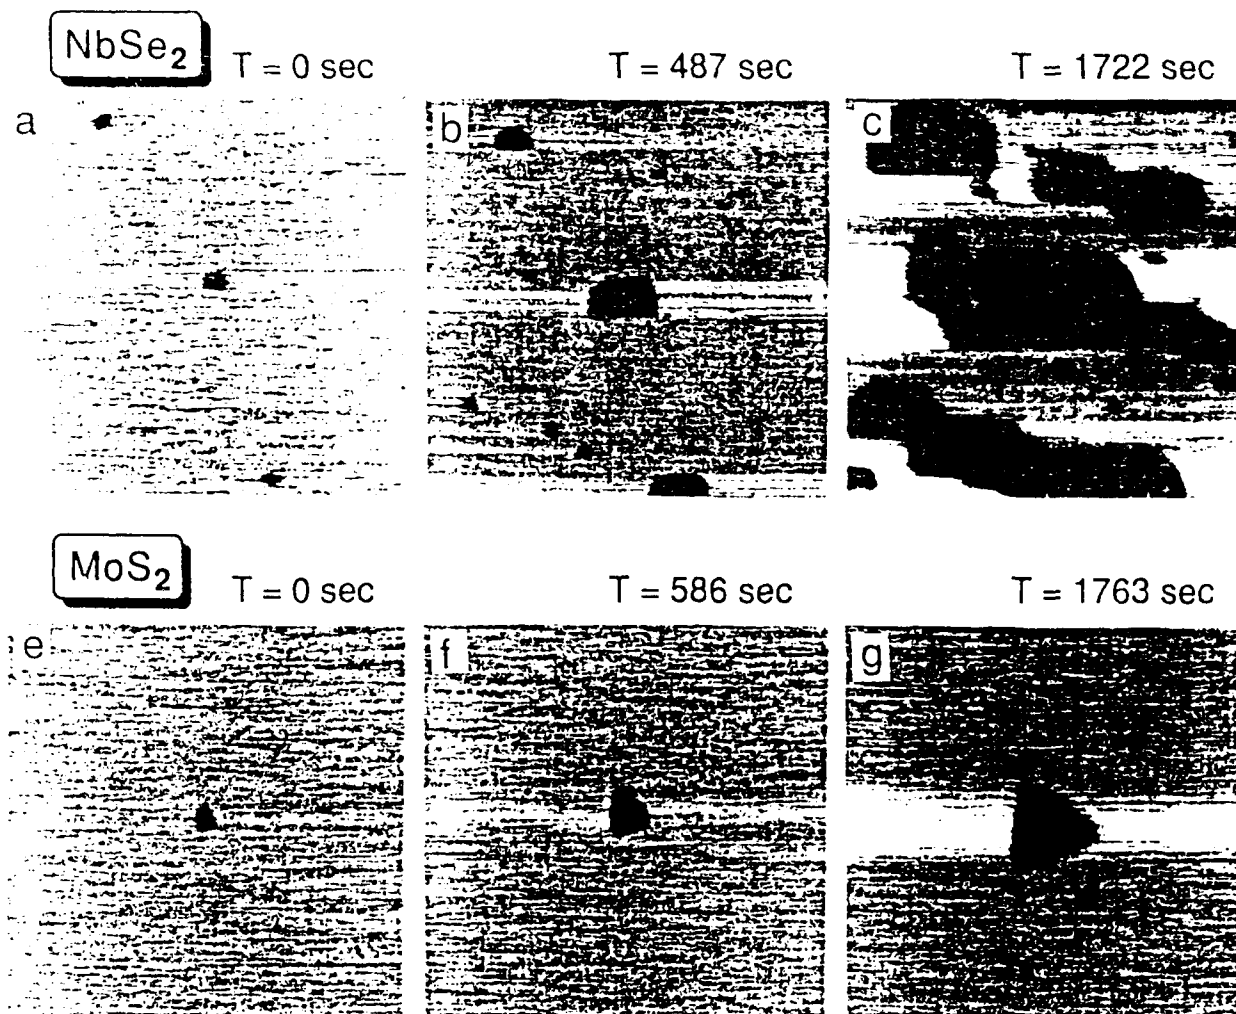 NbSe₂
T = 0 sec
T = 487 sec
T = 1722 sec
a
b
c
MoS₂
T = 0 sec
T = 586 sec
T = 1763 sec
e
f
g